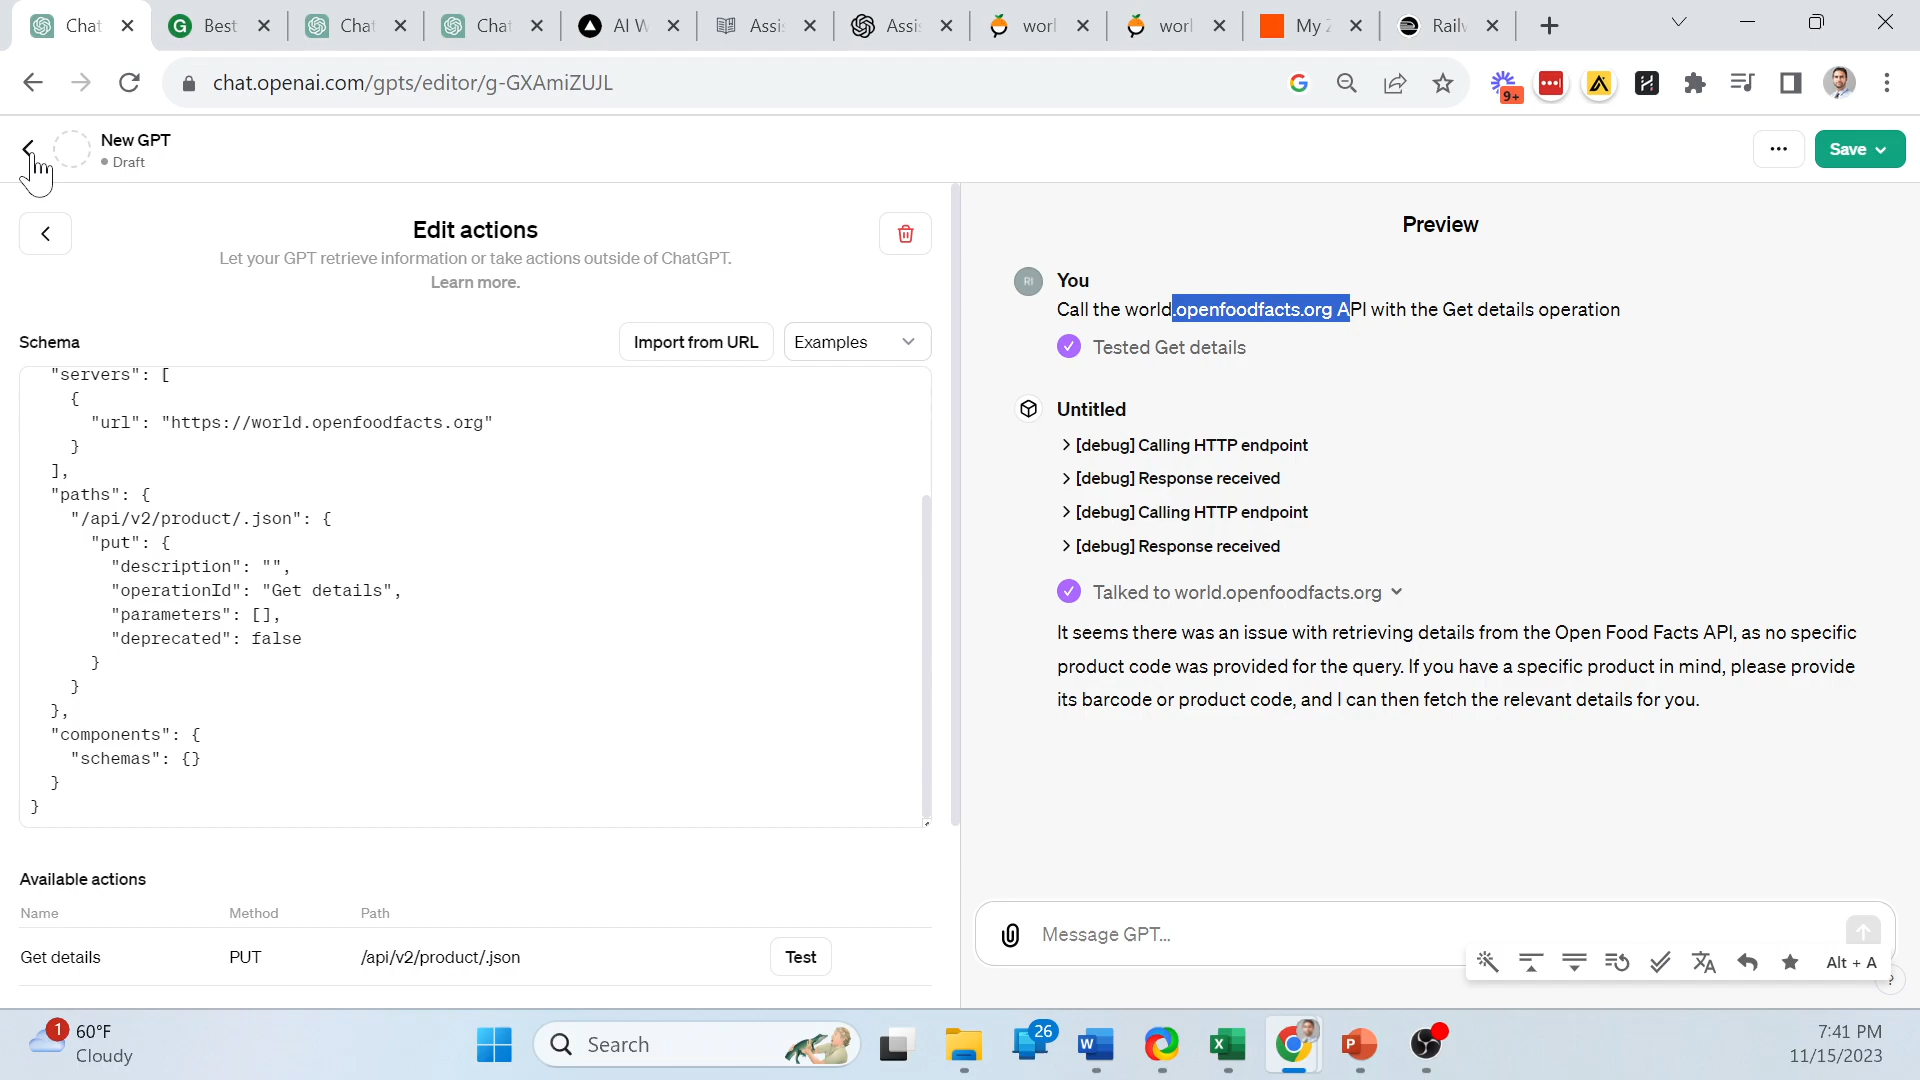 Chat
Best
Chat
Chat
AI W
Assis
Assis
worl
worl
My Z
Railw
chat.openai.com/gpts/editor/g-GXAmiZUJL
9+
New GPT
Draft
Save
Edit actions
Let your GPT retrieve information or take actions outside of ChatGPT.
Learn more.
Schema
Import from URL
Examples
"servers": [
{
"url": "https://world.openfoodfacts.org"
}
],
"paths": {
"/api/v2/product/.json": {
"put": {
"description": "",
"operationId": "Get details",
"parameters": [],
"deprecated": false
}
}
},
"components": {
"schemas": {}
}
}
Available actions
Name Method Path
Get details PUT /api/v2/product/.json Test
Preview
RI
You
Call the world.openfoodfacts.org API with the Get details operation
Tested Get details
Untitled
> [debug] Calling HTTP endpoint
> [debug] Response received
> [debug] Calling HTTP endpoint
> [debug] Response received
Talked to world.openfoodfacts.org
It seems there was an issue with retrieving details from the Open Food Facts API, as no specific
product code was provided for the query. If you have a specific product in mind, please provide
its barcode or product code, and I can then fetch the relevant details for you.
Message GPT...
Alt + A
?
1
60°F
Cloudy
Search
26
7:41 PM
11/15/2023